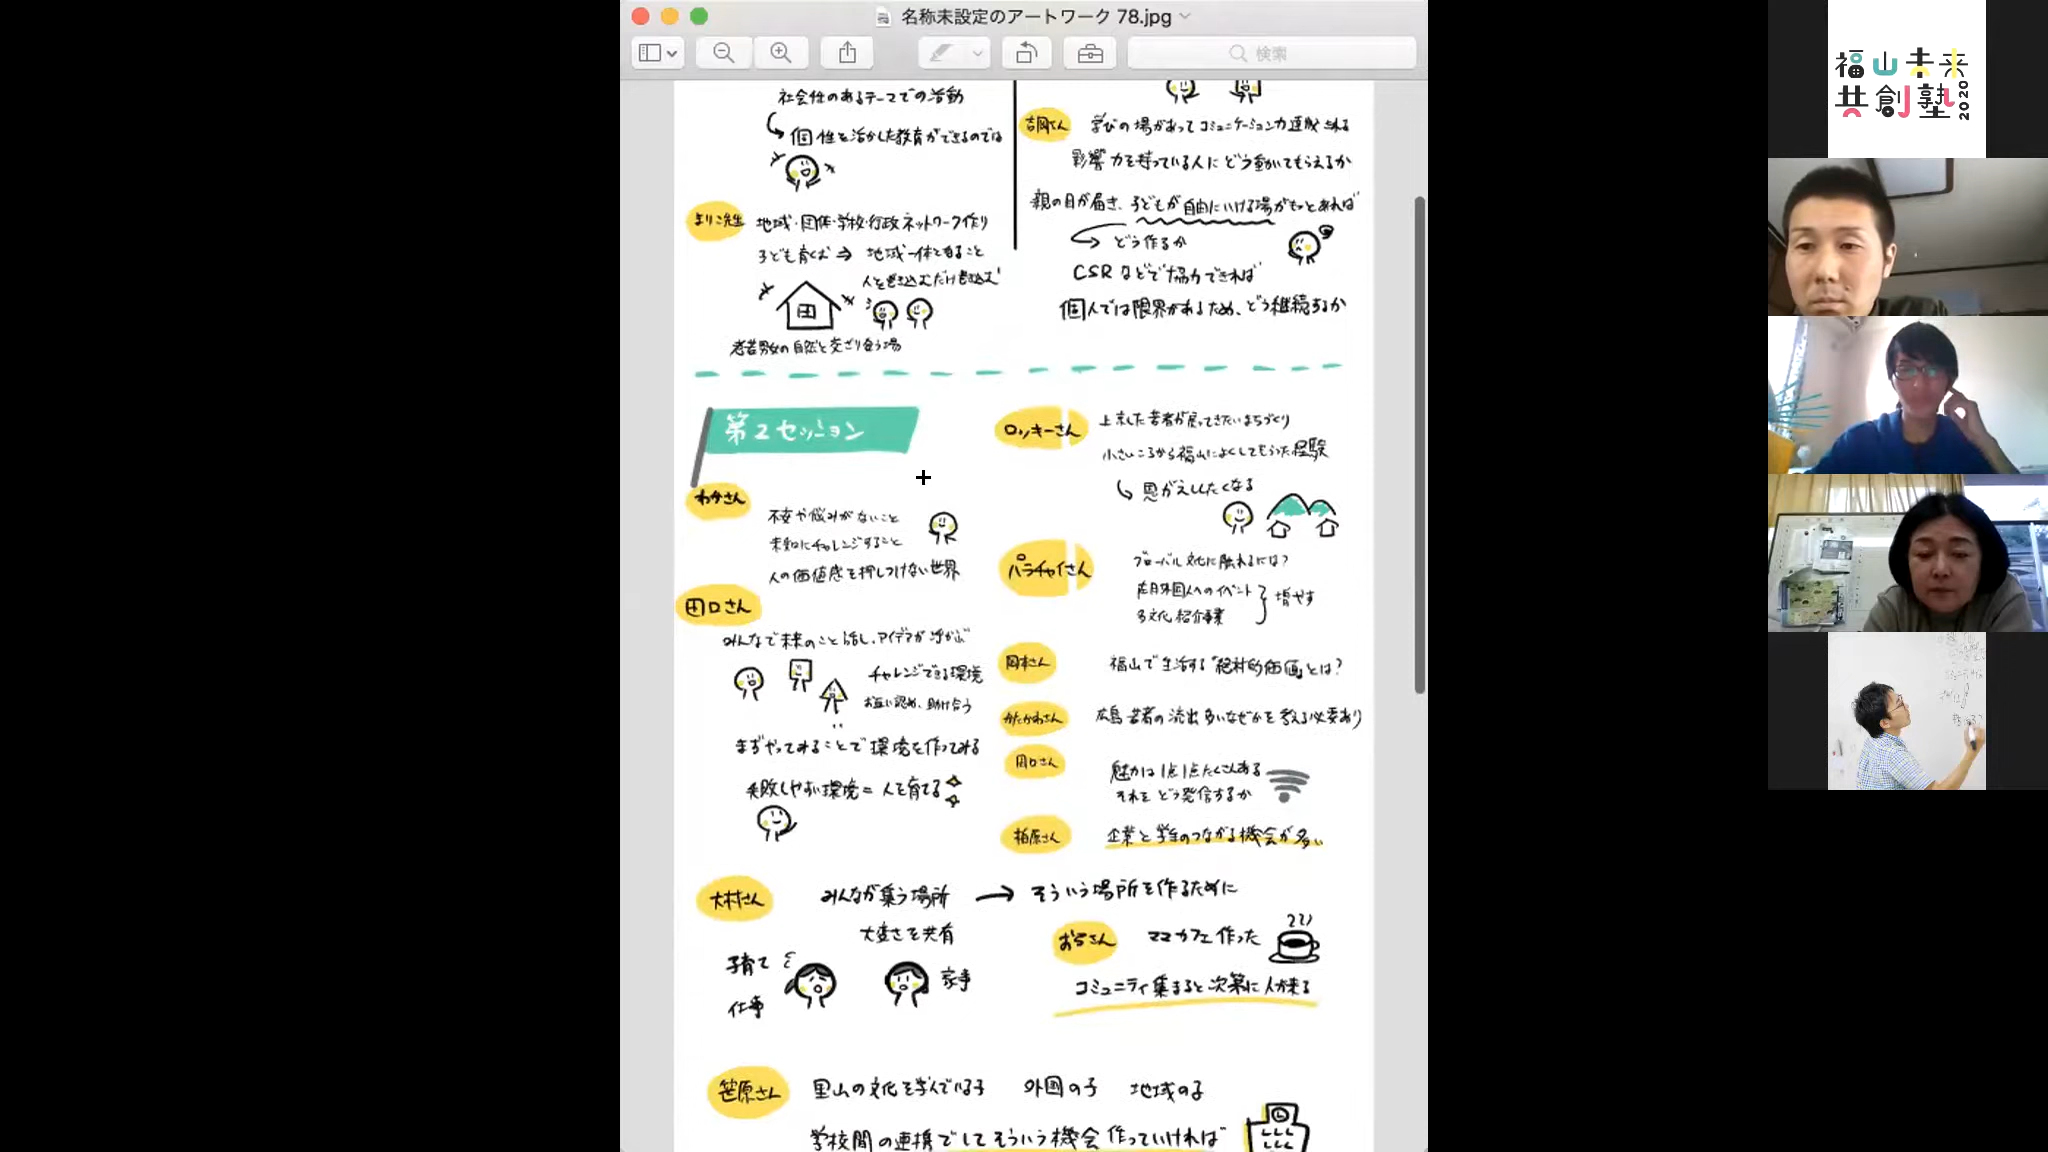 名称未設定のアートワーク 78.jpg
検索
社会性のあるテーマでの活動
個性を活かした教育ができるのでは
よりこ先生
地域・団体・学校・行政ネットワーク作り
子ども育くむ ⇒ 地域一体となること
人を巻き込むだけ巻き込む
老若男女の自然と交ざり合う場
吉岡さん
学びの場があってコミュニケーション力達成される
影響力を持っている人にどう動いてもらえるか
親の目が届き、子どもが自由にいける場がもっとあれば
どう作るか
CSRなどで協力できれば
個人では限界があるため、どう継続するか
第2セッション
わかさん
不安や悩みがないこと
未知にチャレンジすること
人の価値感を押しつけない世界
田口さん
みんなで未来のこと話し、アイデアが浮かぶ
チャレンジできる環境
お互い認め、助け合う
まずやってみることで環境を作ってみる
失敗しやすい環境=人を育てる
ロッキーさん
上京した若者が戻ってきたいまちづくり
小さいころから福山によくしてもらった経験
恩がえししたくなる
パラチャイさん
グローバル文化に触れるには?
在日外国人へのイベント
多文化紹介事業
増やす
岡本さん
福山で生活する"絶対的価値"とは?
かたかわさん
広島若者の流出多いなぜかを考える必要あり
田口さん
魅力は1点1点たくさんある
それをどう発信するか
柏原さん
企業と学生のつながる機会が多い
大村さん
みんなが集う場所
そういう場所を作るために
大変さを共有
子育て
仕事
家事
ママカフェ作った
コミュニティ集まると次第に人が来る
笹原さん
里山の文化を学んでいる子 外国の子 地域の子
学校間の連携でしてそういう機会作っていければ
福山未来
共創塾
2020